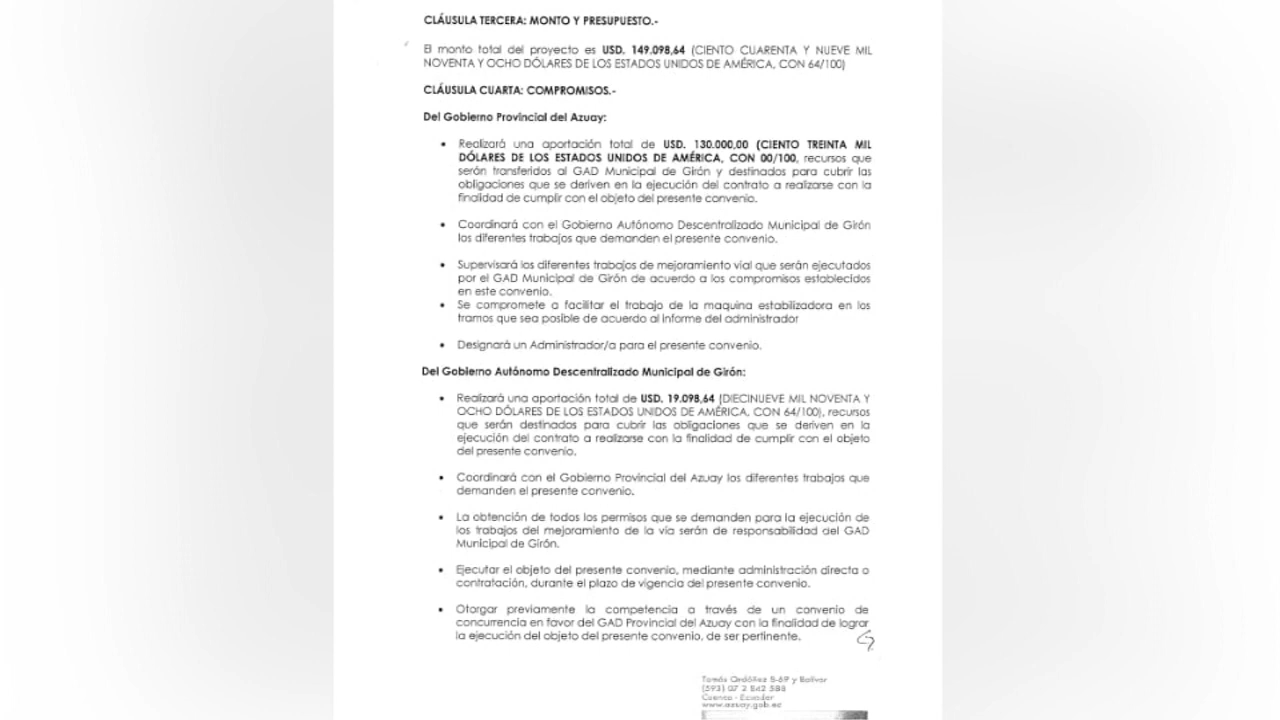 CLÁUSULA TERCERA: MONTO Y PRESUPUESTO.-
El monto total del proyecto es USD. 149.098,64 (CIENTO CUARENTA Y NUEVE MIL
NOVENTA Y OCHO DÓLARES DE LOS ESTADOS UNIDOS DE AMÉRICA, CON 64/100)
CLÁUSULA CUARTA: COMPROMISOS.-
Del Gobierno Provincial del Azuay:
• Realizará una aportación total de USD. 130.000,00 (CIENTO TREINTA MIL
DÓLARES DE LOS ESTADOS UNIDOS DE AMÉRICA, CON 00/100, recursos que
serán transferidos al GAD Municipal de Girón y destinados para cubrir las
obligaciones que se deriven en la ejecución del contrato a realizarse con la
finalidad de cumplir con el objeto del presente convenio.
• Coordinará con el Gobierno Autónomo Descentralizado Municipal de Girón
los diferentes trabajos que demanden el presente convenio.
• Supervisará los diferentes trabajos de mejoramiento vial que serán ejecutados
por el GAD Municipal de Girón de acuerdo a los compromisos establecidos
en este convenio.
• Se compromete a facilitar el trabajo de la maquina estabilizadora en los
tramos que sea posible de acuerdo al informe del administrador
• Designará un Administrador/a para el presente convenio.
Del Gobierno Autónomo Descentralizado Municipal de Girón:
• Realizará una aportación total de USD. 19.098,64 (DIECINUEVE MIL NOVENTA Y
OCHO DÓLARES DE LOS ESTADOS UNIDOS DE AMÉRICA, CON 64/100), recursos
que serán destinados para cubrir las obligaciones que se deriven en la
ejecución del contrato a realizarse con la finalidad de cumplir con el objeto
del presente convenio.
• Coordinará con el Gobierno Provincial del Azuay los diferentes trabajos que
demanden el presente convenio.
• La obtención de todos los permisos que se demanden para la ejecución de
los trabajos del mejoramiento de la vía serán de responsabilidad del GAD
Municipal de Girón.
• Ejecutar el objeto del presente convenio, mediante administración directa o
contratación, durante el plazo de vigencia del presente convenio.
• Otorgar previamente la competencia a través de un convenio de
concurrencia en favor del GAD Provincial del Azuay con la finalidad de lograr
la ejecución del objeto del presente convenio, de ser pertinente.
Tomás Ordóñez 8-69 y Bolívar
(593) 07 2 842 588
Cuenca - Ecuador
www.azuay.gob.ec